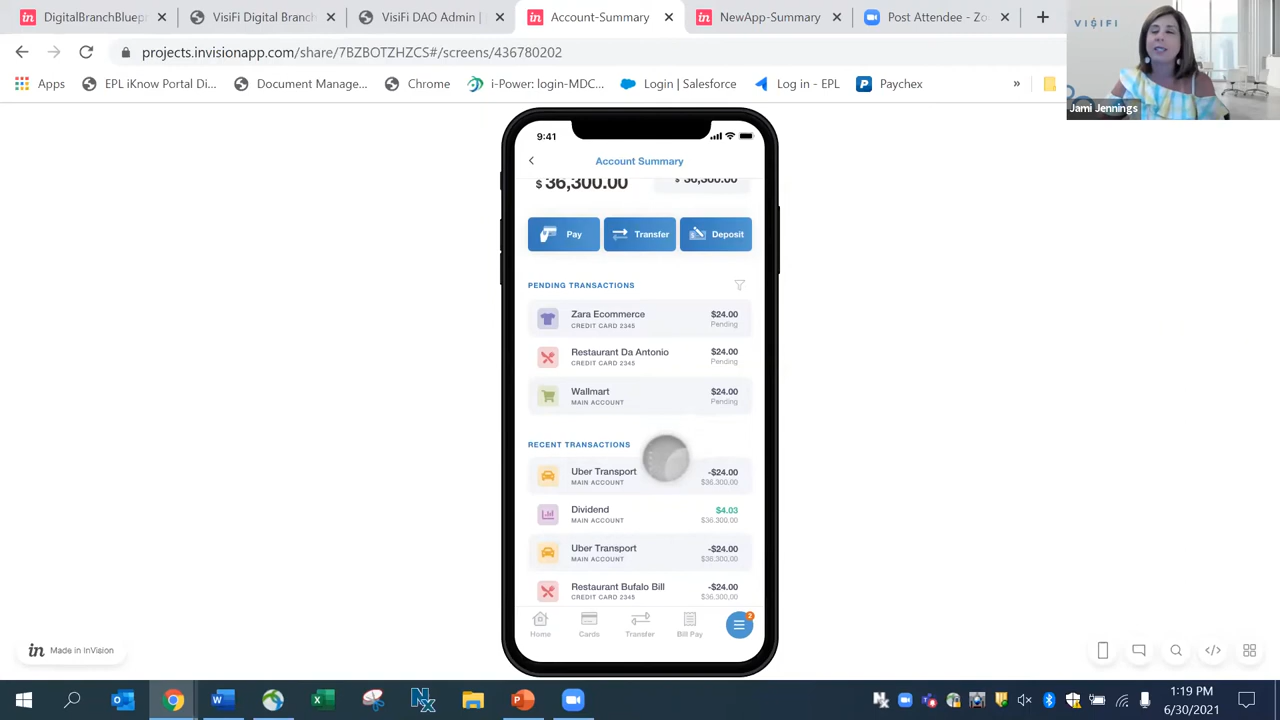 DigitalBranchBluep
VisiFi Digital Branch
VisiFi DAO Admin
Account-Summary
NewApp-Summary
Post Attendee - Zo
projects.invisionapp.com/share/7BZBOTZHZCS#/screens/436780202
Apps
EPL iKnow Portal Di...
Document Manage...
Chrome
i-Power: login-MDC...
Login | Salesforce
Log in - EPL
Paychex
»
VISIFI
Jami Jennings
9:41
Account Summary
$ 36,300.00
$ 36,300.00
Pay
Transfer
Deposit
PENDING TRANSACTIONS
Zara Ecommerce
$24.00
CREDIT CARD 2345
Pending
Restaurant Da Antonio
$24.00
CREDIT CARD 2345
Pending
Wallmart
$24.00
MAIN ACCOUNT
Pending
RECENT TRANSACTIONS
Uber Transport
-$24.00
MAIN ACCOUNT
$36.300,00
Dividend
$4.03
MAIN ACCOUNT
$36.300,00
Uber Transport
-$24.00
MAIN ACCOUNT
$36.300,00
Restaurant Bufalo Bill
-$24.00
CREDIT CARD 2345
$36.300,00
Home
Cards
Transfer
Bill Pay
2
in Made in InVision
1:19 PM
6/30/2021